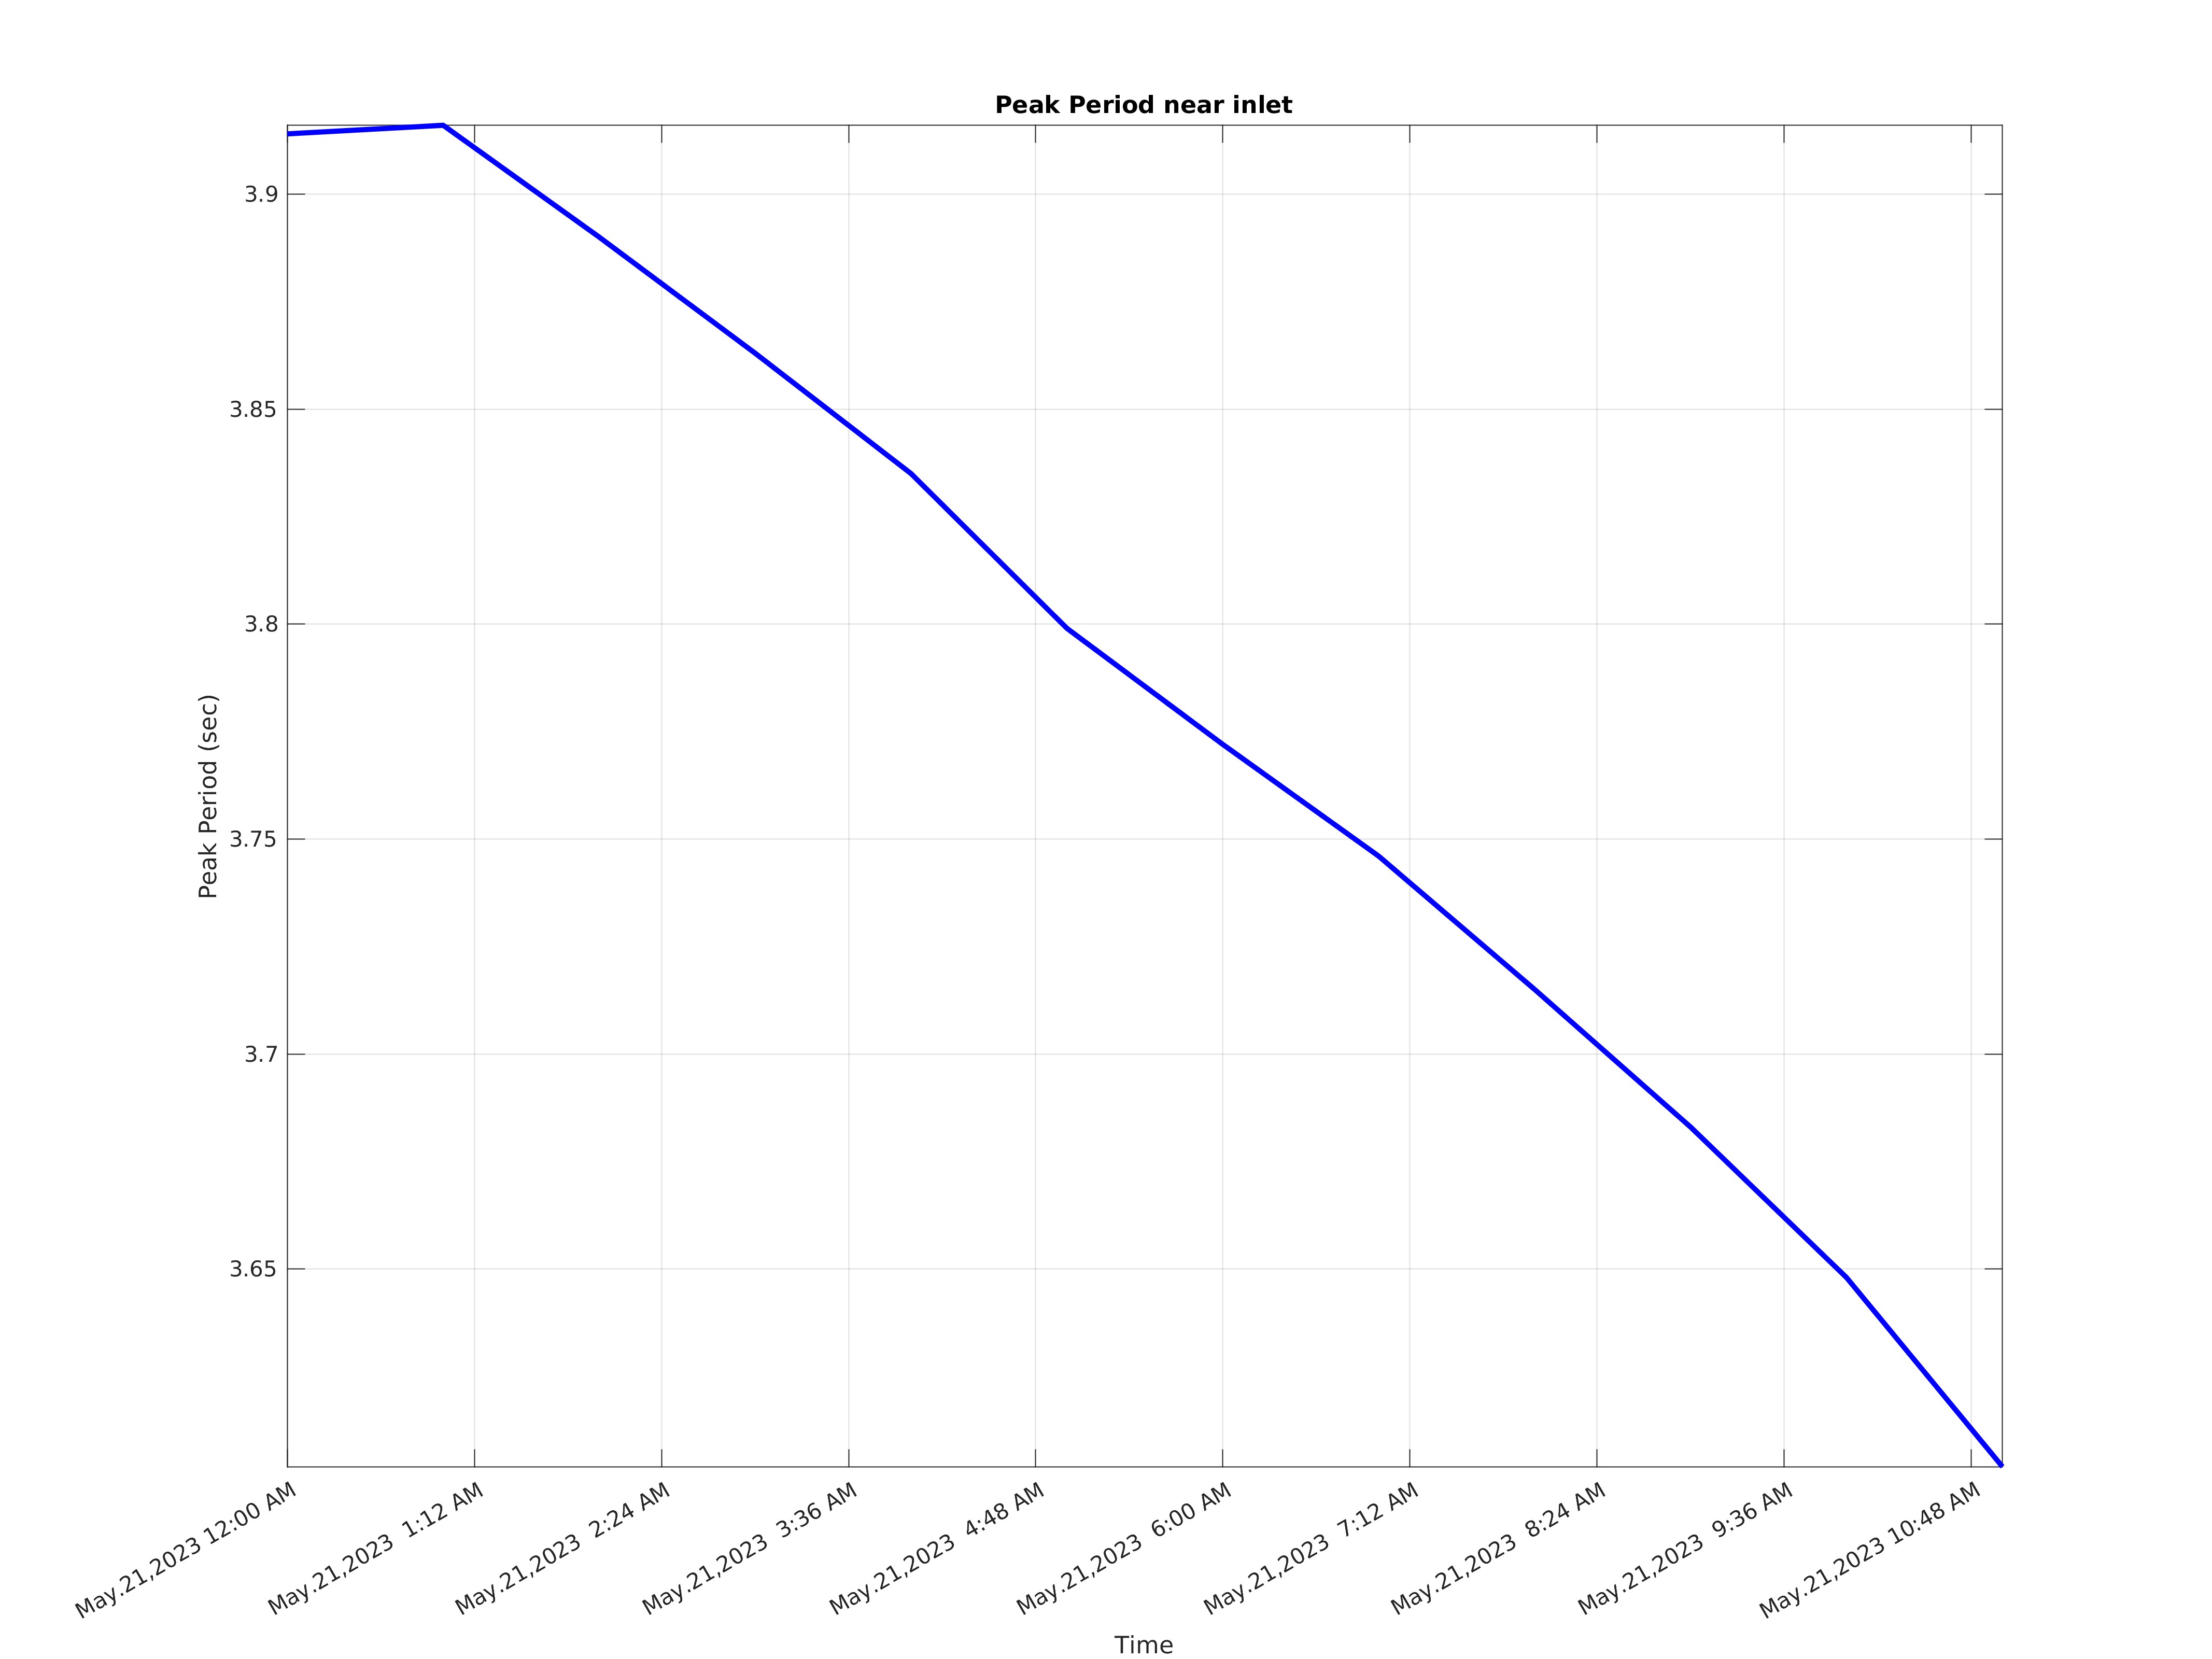 Peak Period near inlet
3.9
3.85
3.8
3.75
3.7
3.65
Peak Period (sec)
May.21,2023 12:00 AM
May.21,2023  1:12 AM
May.21,2023  2:24 AM
May.21,2023  3:36 AM
May.21,2023  4:48 AM
May.21,2023  6:00 AM
May.21,2023  7:12 AM
May.21,2023  8:24 AM
May.21,2023  9:36 AM
May.21,2023 10:48 AM
Time